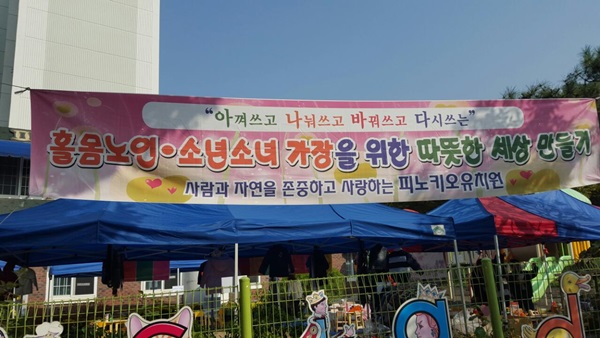 “아껴쓰고 나눠쓰고 바꿔쓰고 다시쓰는”
홀몸노인•소년소녀 가장을 위한 따뜻한 세상 만들기
사람과 자연을 존중하고 사랑하는 피노키오유치원